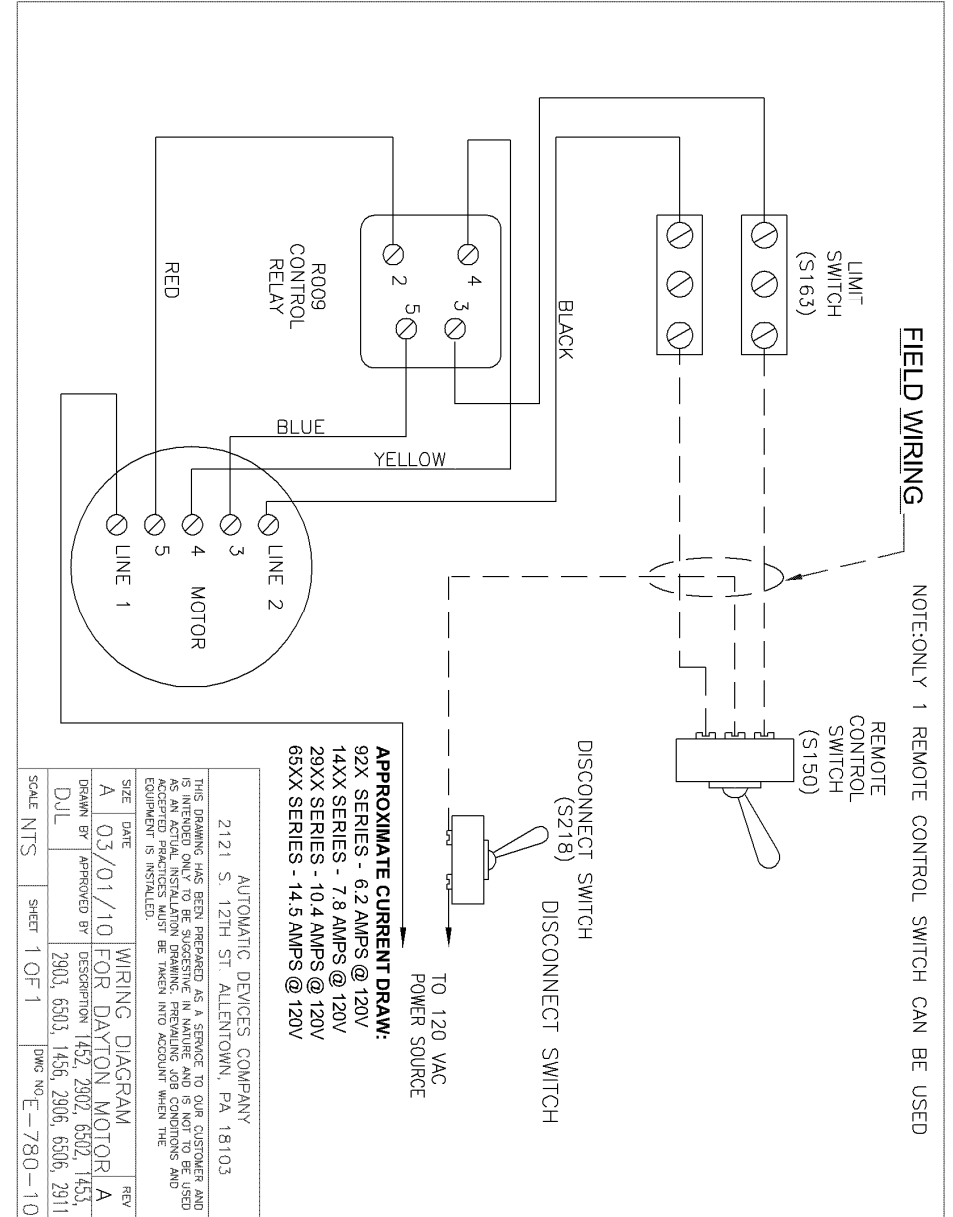 NOTE:ONLY 1 REMOTE CONTROL SWITCH CAN BE USED
FIELD WIRING
REMOTE
CONTROL
SWITCH
(S150)
LIMIT
SWITCH
(S163)
DISCONNECT SWITCH
(S218)
DISCONNECT SWITCH
BLACK
4
3
2
5
R009
CONTROL
RELAY
BLUE
YELLOW
RED
LINE 2
3
4
5
LINE 1
MOTOR
TO 120 VAC
POWER SOURCE
APPROXIMATE CURRENT DRAW:
92X SERIES - 6.2 AMPS @ 120V
14XX SERIES - 7.8 AMPS @ 120V
29XX SERIES - 10.4 AMPS @ 120V
65XX SERIES - 14.5 AMPS @ 120V
AUTOMATIC DEVICES COMPANY
2121 S. 12TH ST. ALLENTOWN, PA 18103
THIS DRAWING HAS BEEN PREPARED AS A SERVICE TO OUR CUSTOMER AND
IS INTENDED ONLY TO BE SUGGESTIVE IN NATURE AND IS NOT TO BE USED
AS AN ACTUAL INSTALLATION DRAWING. PREVAILING JOB CONDITIONS AND
ACCEPTED PRACTICES MUST BE TAKEN INTO ACCOUNT WHEN THE
EQUIPMENT IS INSTALLED.
SIZE A
DATE 03/01/10
WIRING DIAGRAM
FOR DAYTON MOTOR
REV A
DRAWN BY DJL
APPROVED BY
DESCRIPTION 1452, 2902, 6502, 1453,
2903, 6503, 1456, 2906, 6506, 2911
SCALE NTS
SHEET 1 OF 1
DWG NO E-780-10